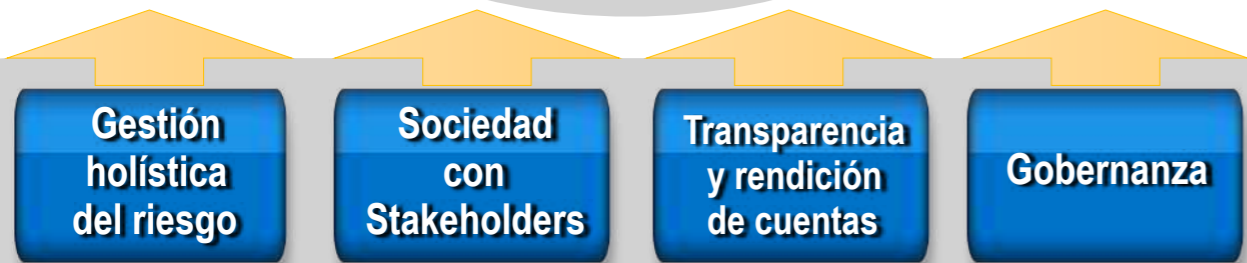 Gestión
holística
del riesgo
Sociedad
con
Stakeholders
Transparencia
y rendición
de cuentas
Gobernanza